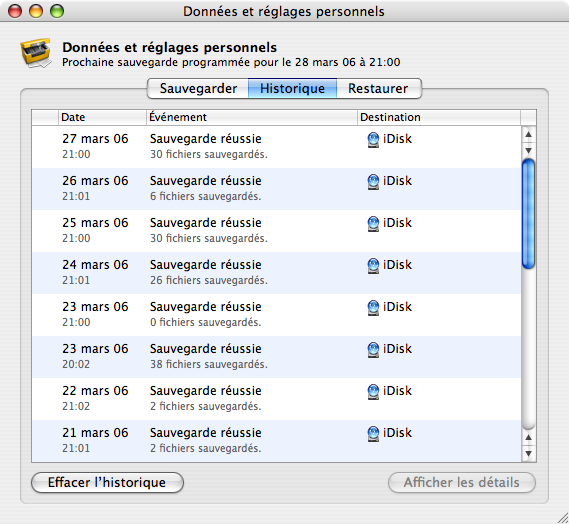 Données et réglages personnels
Données et réglages personnels
Prochaine sauvegarde programmée pour le 28 mars 06 à 21:00
Sauvegarder Historique Restaurer
Date Événement Destination
27 mars 06 Sauvegarde réussie iDisk
21:00 30 fichiers sauvegardés.
26 mars 06 Sauvegarde réussie iDisk
21:01 6 fichiers sauvegardés.
25 mars 06 Sauvegarde réussie iDisk
21:00 30 fichiers sauvegardés.
24 mars 06 Sauvegarde réussie iDisk
21:01 26 fichiers sauvegardés.
23 mars 06 Sauvegarde réussie iDisk
21:00 0 fichiers sauvegardés.
23 mars 06 Sauvegarde réussie iDisk
20:02 38 fichiers sauvegardés.
22 mars 06 Sauvegarde réussie iDisk
21:02 2 fichiers sauvegardés.
21 mars 06 Sauvegarde réussie iDisk
21:01 2 fichiers sauvegardés.
Effacer l’historique Afficher les détails